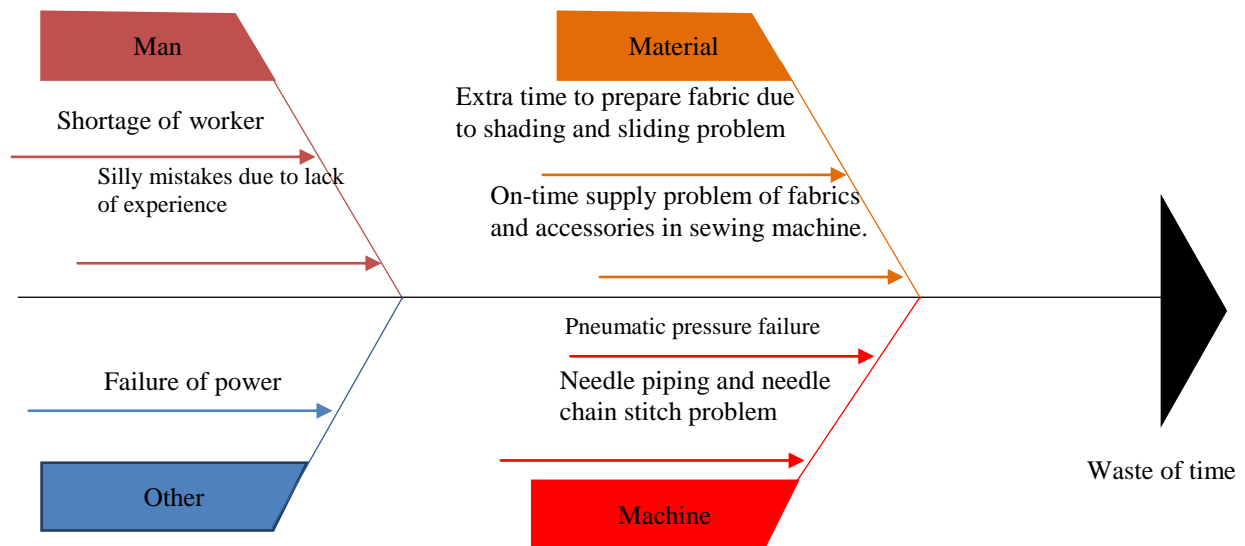 Man
Material
Shortage of worker
Silly mistakes due to lack
of experience
Extra time to prepare fabric due
to shading and sliding problem
On-time supply problem of fabrics
and accessories in sewing machine.
Failure of power
Pneumatic pressure failure
Needle piping and needle
chain stitch problem
Other
Machine
Waste of time